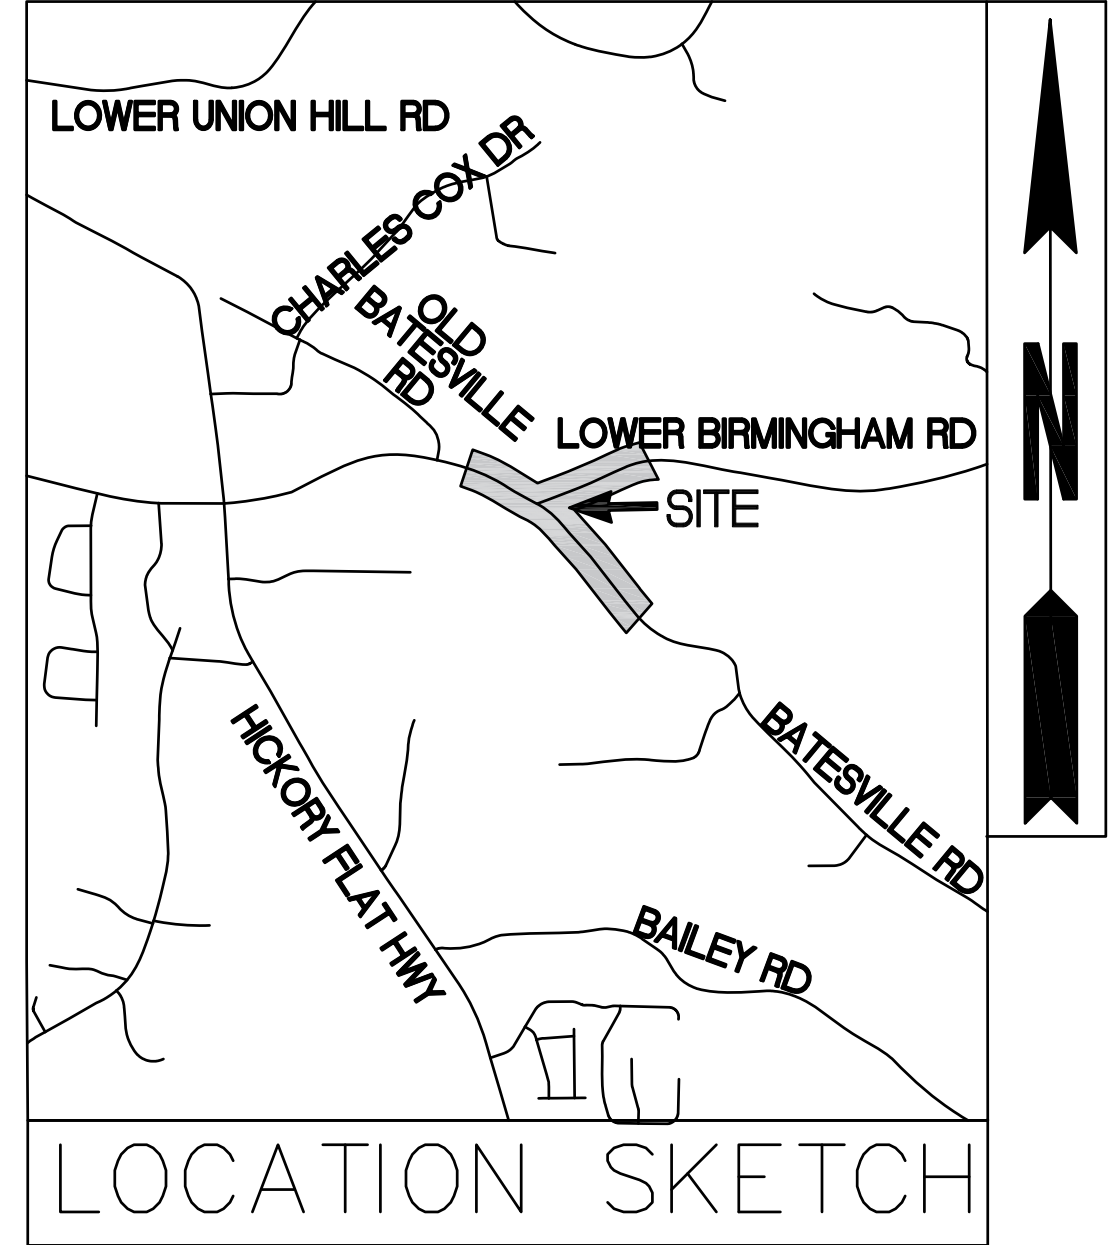 LOWER UNION HILL RD
CHARLES COX DR
OLD
BATESVILLE
RD
LOWER BIRMINGHAM RD
SITE
N
HICKORY FLAT HWY
BATESVILLE RD
BAILEY RD
LOCATION SKETCH